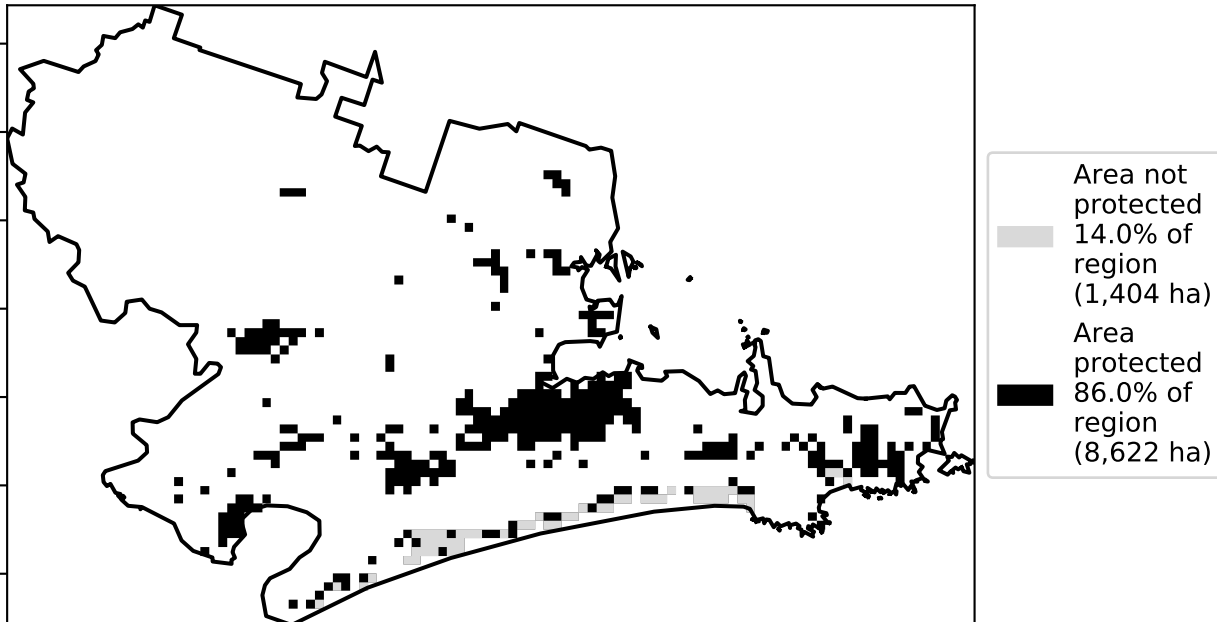 Area not
protected
14.0% of
region
(1,404 ha)
Area
protected
86.0% of
region
(8,622 ha)